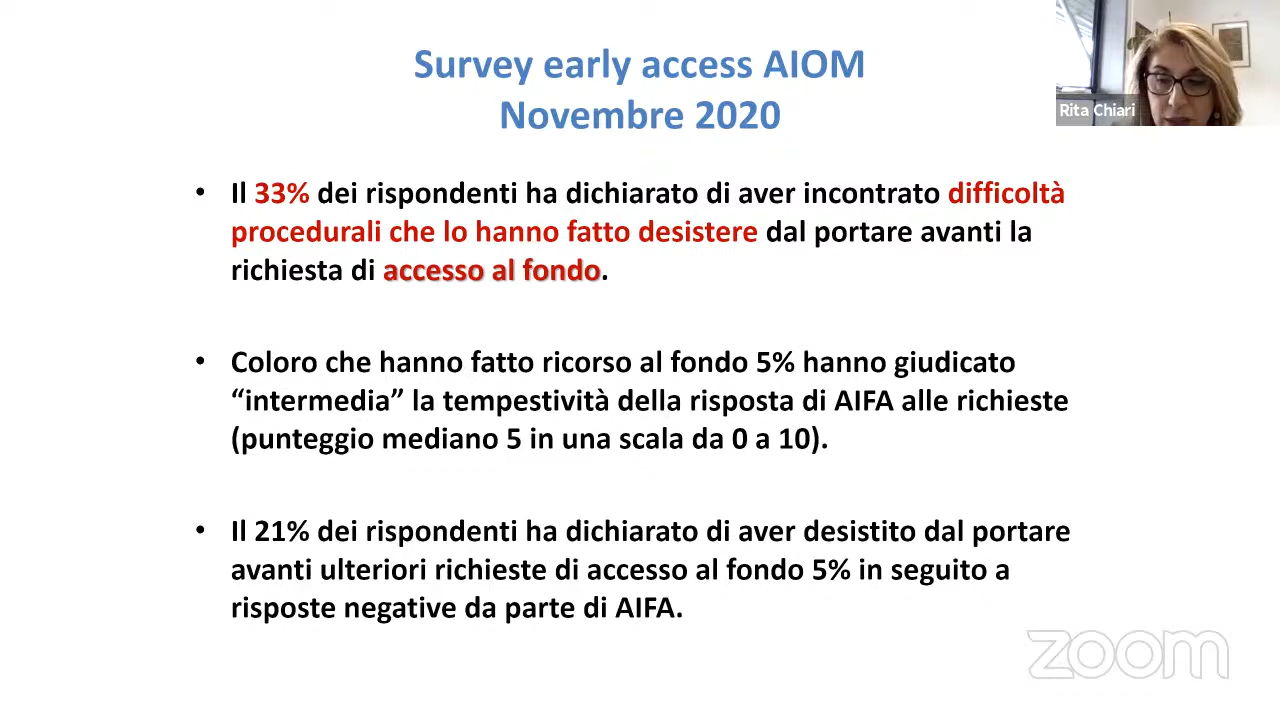 Survey early access AIOM
Novembre 2020
Rita Chiari
• Il 33% dei rispondenti ha dichiarato di aver incontrato difficoltà
procedurali che lo hanno fatto desistere dal portare avanti la
richiesta di accesso al fondo.
• Coloro che hanno fatto ricorso al fondo 5% hanno giudicato
“intermedia” la tempestività della risposta di AIFA alle richieste
(punteggio mediano 5 in una scala da 0 a 10).
• Il 21% dei rispondenti ha dichiarato di aver desistito dal portare
avanti ulteriori richieste di accesso al fondo 5% in seguito a
risposte negative da parte di AIFA.
zoom